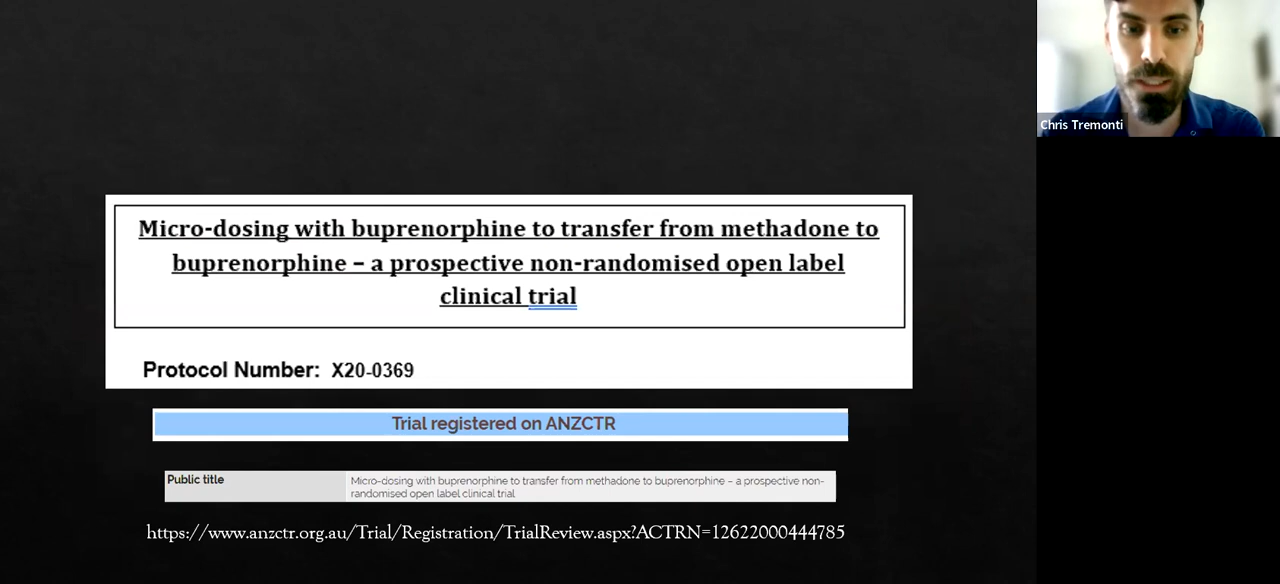 Micro-dosing with buprenorphine to transfer from methadone to
buprenorphine – a prospective non-randomised open label
clinical trial
Protocol Number: X20-0369
Trial registered on ANZCTR
Public title
Micro-dosing with buprenorphine to transfer from methadone to buprenorphine – a prospective non-
randomised open label clinical trial
https://www.anzctr.org.au/Trial/Registration/TrialReview.aspx?ACTRN=12622000444785
Chris Tremonti